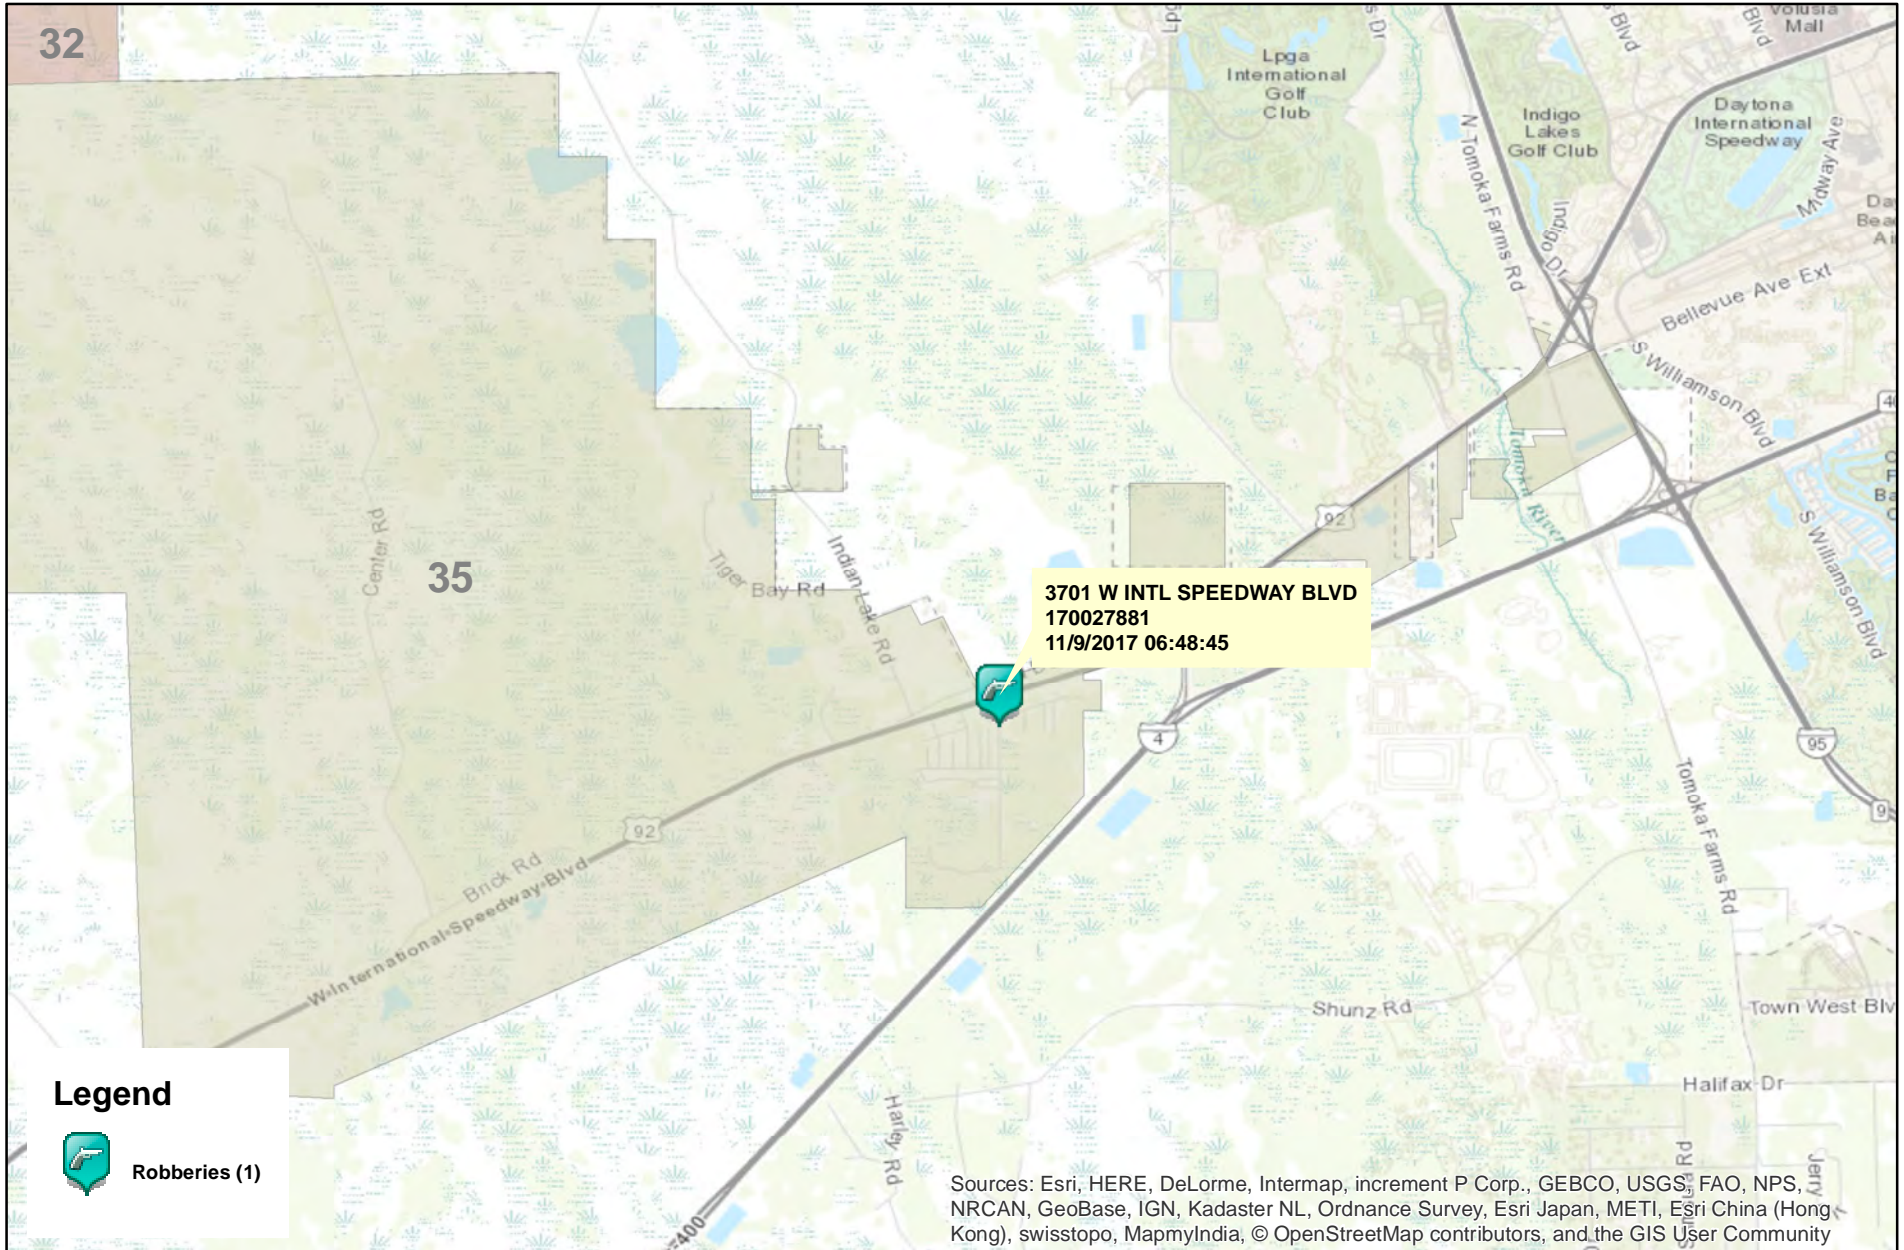 32
Lpga
International
Golf
Club
Volusia
Mall
Blvd
Blvd
Daytona
International
Speedway
Indigo
Lakes
Golf Club
Midway Ave
N Tomoka Farms Rd
Indigo Dr
Bellevue Ave Ext
S Williamson Blvd
Tomoka River
92
Center Rd
35
Tiger Bay Rd
Indian Lake Rd
3701 W INTL SPEEDWAY BLVD
170027881
11/9/2017 06:48:45
S Williamson Blvd
4
95
Tomoka Farms Rd
92
Brick Rd
W International Speedway Blvd
Shunz Rd
Town West Blv
Halifax Dr
Harley Rd
Jerry
400
Legend
Robberies (1)
Sources: Esri, HERE, DeLorme, Intermap, increment P Corp., GEBCO, USGS, FAO, NPS,
NRCAN, GeoBase, IGN, Kadaster NL, Ordnance Survey, Esri Japan, METI, Esri China (Hong
Kong), swisstopo, MapmyIndia, © OpenStreetMap contributors, and the GIS User Community